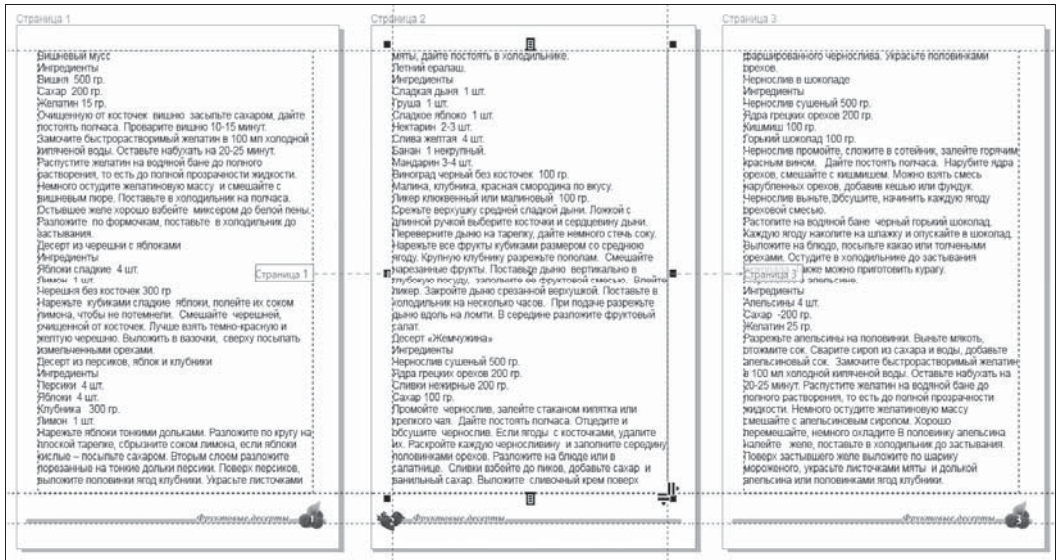 Страница 1
Вишневый мусс
Ингредиенты
Вишня 500 гр.
Сахар 200 гр.
Желатин 15 гр.
Очищенную от косточек вишню засыпьте сахаром, дайте
постоять полчаса. Проварите вишню 10-15 минут.
Замочите быстрорастворимый желатин в 100 мл холодной
кипяченой воды. Оставьте набухать на 20-25 минут.
Распустите желатин на водяной бане до полного
растворения, то есть до полной прозрачности жидкости.
Немного остудите желатиновую массу и смешайте с
вишневым пюре. Поставьте в холодильник на полчаса.
Остывшее желе хорошо взбейте миксером до белой пены.
Разложите по формочкам, поставьте в холодильник до
застывания.
Десерт из черешни с яблоками
Ингредиенты
Яблоки сладкие 4 шт.
Лимон 1 шт.
Черешня без косточек 300 гр
Нарежьте кубиками сладкие яблоки, полейте их соком
лимона, чтобы не потемнели. Смешайте черешней,
очищенной от косточек. Лучше взять темно-красную и
желтую черешню. Выложить в вазочки, сверху посыпать
измельченными орехами.
Десерт из персиков, яблок и клубники
Ингредиенты
Персики 4 шт.
Яблоки 4 шт.
Клубника 300 гр.
Лимон 1 шт.
Нарежьте яблоки тонкими дольками. Разложите по кругу на
плоской тарелке, сбрызните соком лимона, если яблоки
кислые – посыпьте сахаром. Вторым слоем разложите
порезанные на тонкие дольки персики. Поверх персиков,
выложите половинки ягод клубники. Украсьте листочками
Фруктовые десерты
1
Страница 2
мяты, дайте постоять в холодильнике.
Летний ералаш.
Ингредиенты
Сладкая дыня 1 шт.
Груша 1 шт.
Сладкое яблоко 1 шт.
Нектарин 2-3 шт.
Слива желтая 4 шт.
Банан 1 некрупный.
Мандарин 3-4 шт.
Виноград черный без косточек 100 гр.
Малина, клубника, красная смородина по вкусу.
Ликер клюквенный или малиновый 100 гр.
Срежьте верхушку средней сладкой дыни. Ложкой с
длинной ручкой выберите косточки и сердцевину дыни.
Переверните дыню на тарелку, дайте немного стечь соку.
Нарежьте все фрукты кубиками размером со среднюю
ягоду. Крупную клубнику разрежьте пополам. Смешайте
нарезанные фрукты. Поставьте дыню вертикально в
глубокую посуду, заполните ее фруктовой смесью. Влейте
Страница 1
ликер. Закройте дыню срезанной верхушкой. Поставьте в
холодильник на несколько часов. При подаче разрежьте
дыню вдоль на ломти. В середине разложите фруктовый
салат.
Десерт «Жемчужина»
Ингредиенты
Чернослив сушеный 500 гр.
Ядра грецких орехов 200 гр.
Сливки нежирные 200 гр.
Сахар 100 гр.
Промойте чернослив, залейте стаканом кипятка или
крепкого чая. Дайте постоять полчаса. Отцедите и
обсушите чернослив. Если ягоды с косточками, удалите
их. Раскройте каждую черносливину и заполните середину
половинками орехов. Разложите на блюде или в
салатнице. Сливки взбейте до пиков, добавьте сахар и
ванильный сахар. Выложите сливочный крем поверх
Фруктовые десерты
Страница 3
фаршированного чернослива. Украсьте половинками
орехов.
Чернослив в шоколаде
Ингредиенты
Чернослив сушеный 500 гр.
Ядра грецких орехов 200 гр.
Кишмиш 100 гр.
Горький шоколад 100 гр.
Чернослив промойте, сложите в сотейник, залейте горячим
красным вином. Дайте постоять полчаса. Нарубите ядра
орехов, смешайте с кишмишем. Можно взять смесь
нарубленных орехов, добавив кешью или фундук.
Чернослив выньте, обсушите, начинить каждую ягоду
ореховой смесью.
Растопите на водяной бане черный горький шоколад.
Каждую ягоду наколите на шпажку и опускайте в шоколад.
Выложите на блюдо, посыпьте какао или толчеными
орехами. Остудите в холодильнике до застывания
Страница 3
также можно приготовить курагу.
в апельсине.
Ингредиенты
Апельсины 4 шт.
Сахар -200 гр.
Желатин 25 гр.
Разрежьте апельсины на половинки. Выньте мякоть,
отожмите сок. Сварите сироп из сахара и воды, добавьте
апельсиновый сок. Замочите быстрорастворимый желатин
в 100 мл холодной кипяченой воды. Оставьте набухать на
20-25 минут. Распустите желатин на водяной бане до
полного растворения, то есть до полной прозрачности
жидкости. Немного остудите желатиновую массу
смешайте с апельсиновым сиропом. Хорошо
перемешайте, немного охладите В половинку апельсина
налейте желе, поставьте в холодильник до застывания.
Поверх застывшего желе выложите по шарику
мороженого, украсьте листочками мяты и долькой
апельсина или половинками ягод клубники.
Фруктовые десерты
3